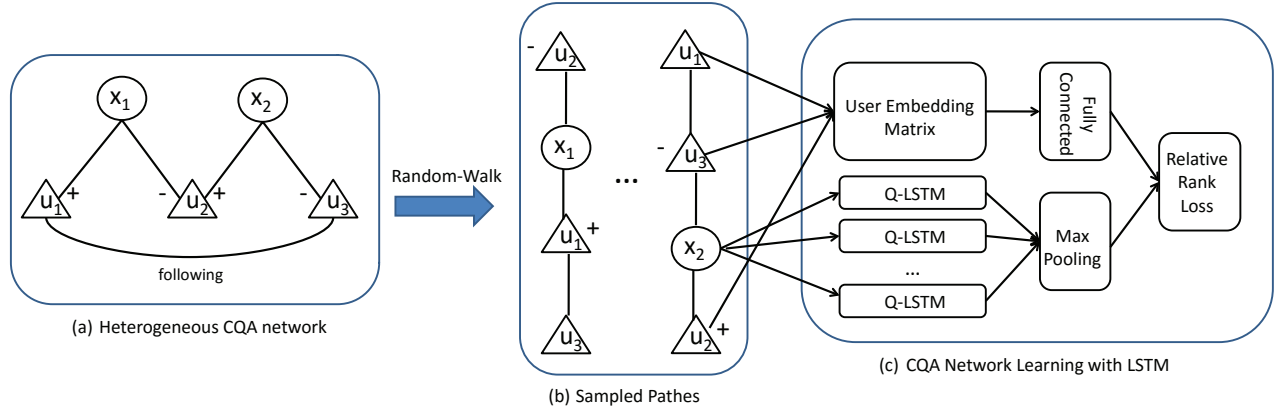 x1
x2
u1
+
-
u2
+
-
u3
following
(a) Heterogeneous CQA network
Random-Walk
-
u2
x1
u1
+
u3
...
u1
-
u3
x2
u2
+
(b) Sampled Pathes
User Embedding
Matrix
Fully
Connected
Q-LSTM
Q-LSTM
...
Q-LSTM
Max
Pooling
Relative
Rank
Loss
(c) CQA Network Learning with LSTM